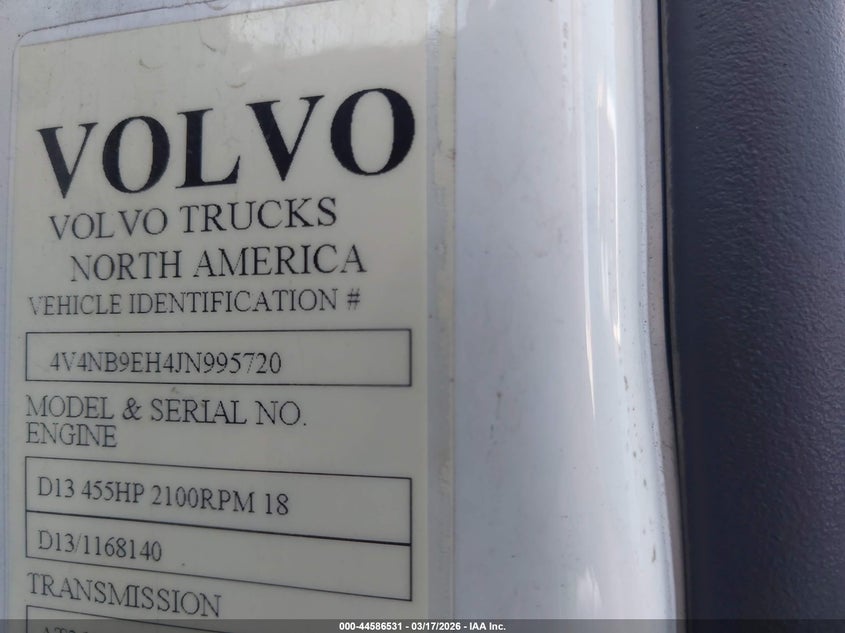 VOLVO
VOLVO TRUCKS
NORTH AMERICA
VEHICLE IDENTIFICATION #
4V4NB9EH4JN995720
MODEL & SERIAL NO.
ENGINE
D13 455HP 2100RPM 18
D13/1168140
TRANSMISSION
000-44586531 — 03/17/2026 — IAA Inc.